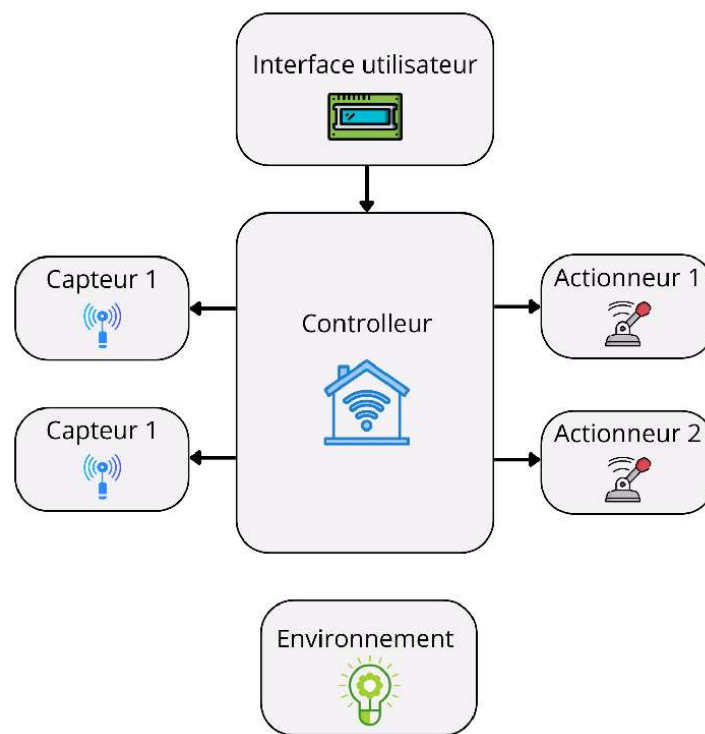 Interface utilisateur
Capteur 1
Controlleur
Actionneur 1
Capteur 1
Actionneur 2
Environnement